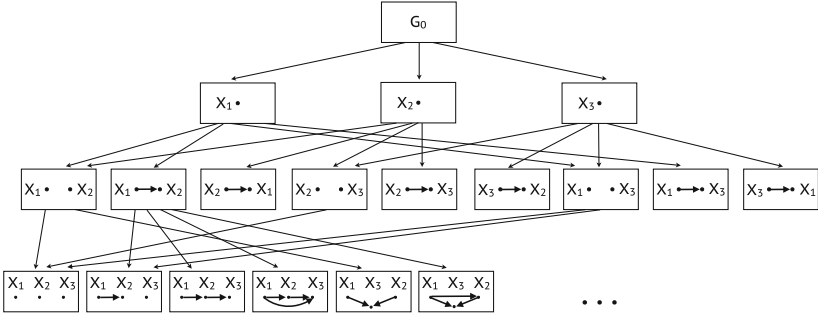 G₀
X₁ X₂ X₃
X₁ X₂ X₁ X₂ X₂ X₁ X₂ X₃ X₂ X₃ X₃ X₂ X₁ X₃ X₁ X₃ X₃ X₁
X₁ X₂ X₃ X₁ X₂ X₃ X₁ X₂ X₃ X₁ X₂ X₃ X₁ X₃ X₂ X₁ X₃ X₂ ...